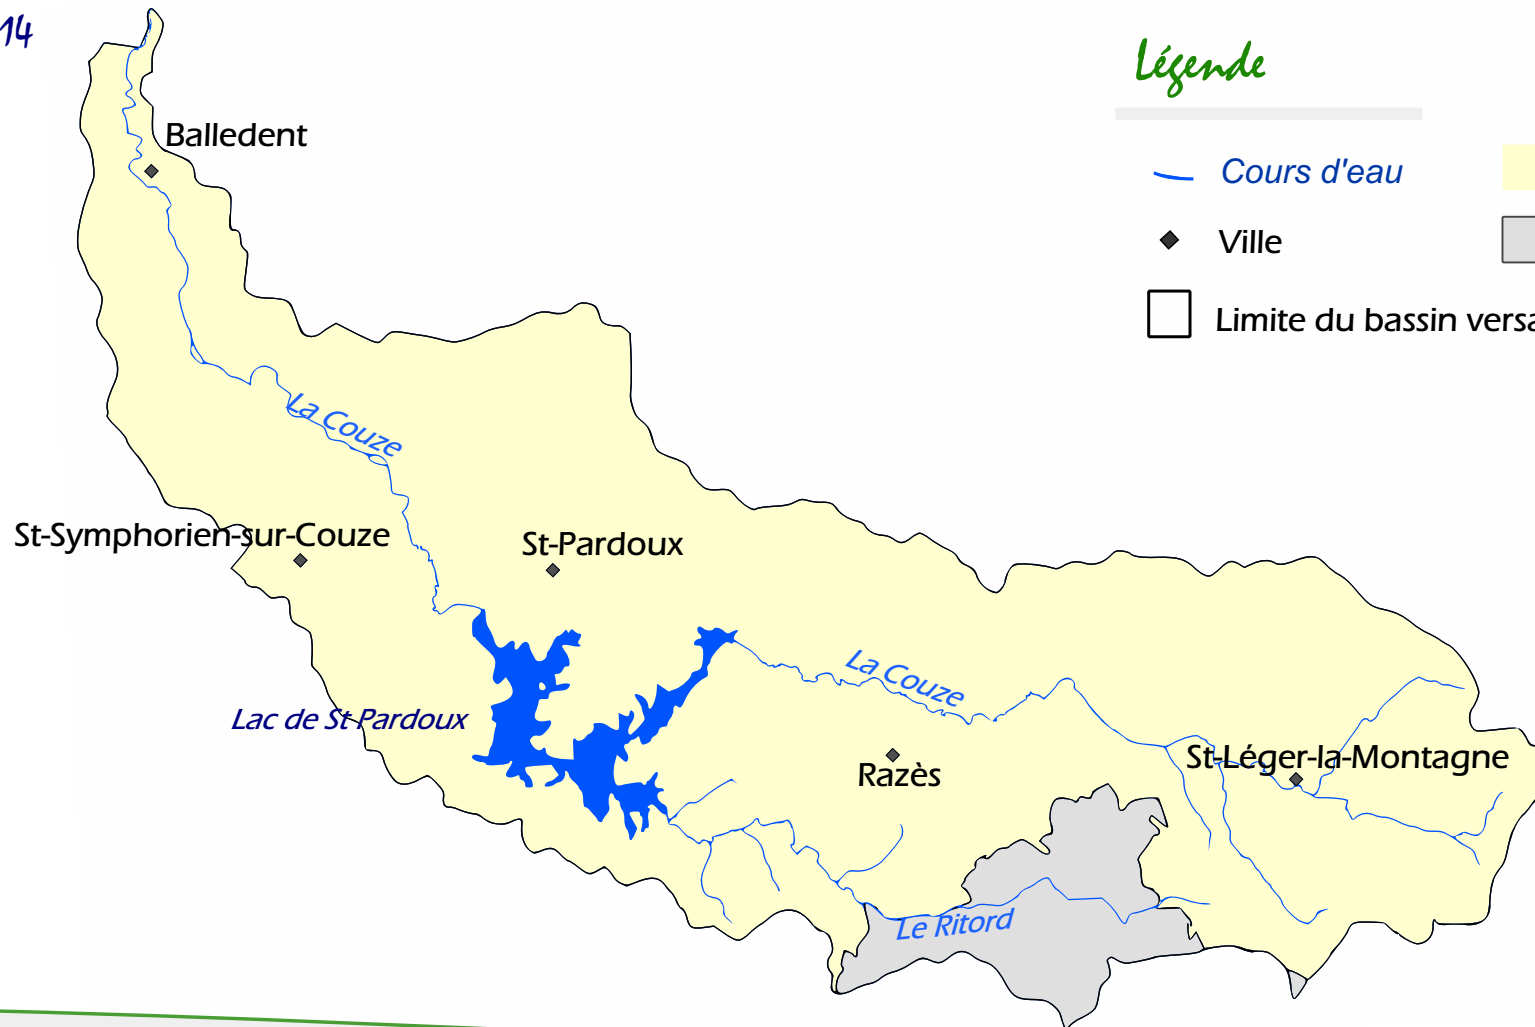 14
Légende
Balledent
Cours d'eau
Ville
Limite du bassin
La Couze
St-Symphorien-sur-Couze
St-Pardoux
La Couze
Lac de St Pardoux
St-Léger-la-Montagne
Razès
Le Ritord